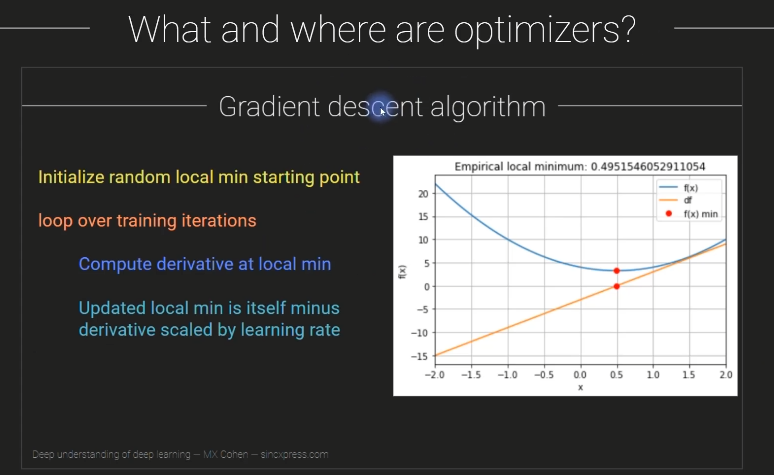 What and where are optimizers?
Gradient descent algorithm
Initialize random local min starting point
loop over training iterations
Compute derivative at local min
Updated local min is itself minus
derivative scaled by learning rate
Empirical local minimum: 0.4951546052911054
f(x)
df
f(x) min
20
15
10
5
0
−5
−10
−15
f(x)
−2.0 −1.5 −1.0 −0.5 0.0 0.5 1.0 1.5 2.0
x
Deep understanding of deep learning — MX Cohen — sincxpress.com